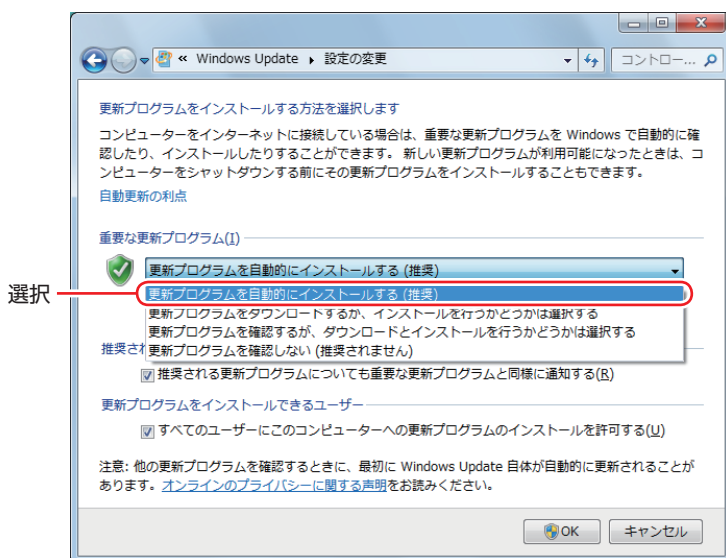 « Windows Update ▸ 設定の変更
コントロー...
更新プログラムをインストールする方法を選択します
コンピューターをインターネットに接続している場合は、重要な更新プログラムを Windows で自動的に確
認したり、インストールしたりすることができます。 新しい更新プログラムが利用可能になったときは、コ
ンピューターをシャットダウンする前にその更新プログラムをインストールすることもできます。
自動更新の利点
重要な更新プログラム(I)
更新プログラムを自動的にインストールする (推奨)
選択
更新プログラムを自動的にインストールする (推奨)
更新プログラムをダウンロードするが、インストールを行うかどうかは選択する
更新プログラムを確認するが、ダウンロードとインストールを行うかどうかは選択する
推奨され
更新プログラムを確認しない (推奨されません)
推奨される更新プログラムについても重要な更新プログラムと同様に通知する(R)
更新プログラムをインストールできるユーザー
すべてのユーザーにこのコンピューターへの更新プログラムのインストールを許可する(U)
注意: 他の更新プログラムを確認するときに、最初に Windows Update 自体が自動的に更新されることが
あります。オンラインのプライバシーに関する声明をお読みください。
OK
キャンセル